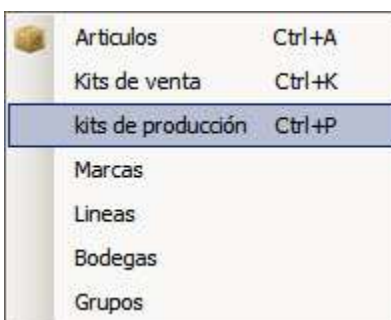 Articulos Ctrl+A
Kits de venta Ctrl+K
kits de producción Ctrl+P
Marcas
Lineas
Bodegas
Grupos